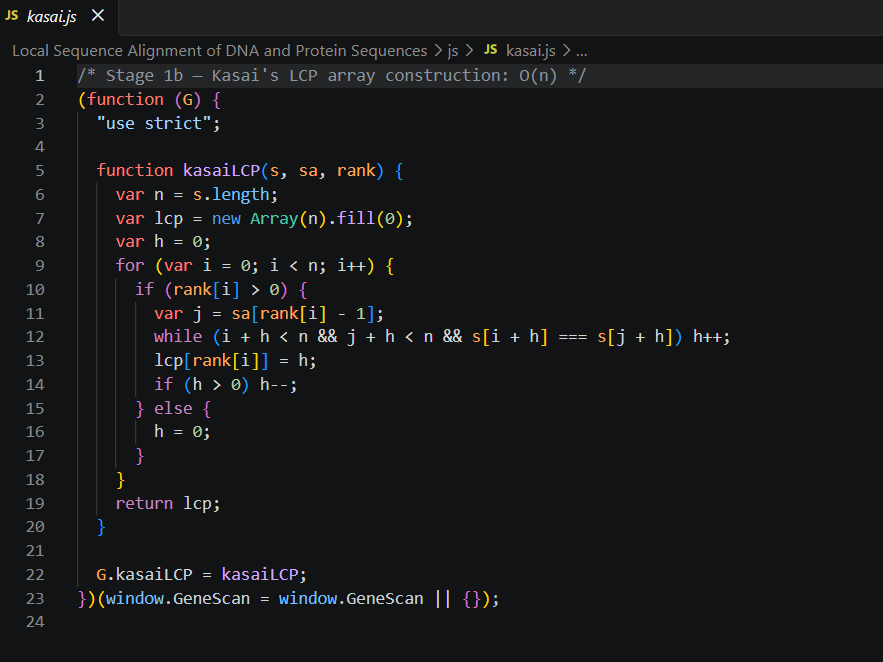 JS kasai.js ×
Local Sequence Alignment of DNA and Protein Sequences > js > JS kasai.js > ...
1 /* Stage 1b — Kasai's LCP array construction: O(n) */
2 (function (G) {
3   "use strict";
4
5   function kasaiLCP(s, sa, rank) {
6     var n = s.length;
7     var lcp = new Array(n).fill(0);
8     var h = 0;
9     for (var i = 0; i < n; i++) {
10       if (rank[i] > 0) {
11         var j = sa[rank[i] - 1];
12         while (i + h < n && j + h < n && s[i + h] === s[j + h]) h++;
13         lcp[rank[i]] = h;
14         if (h > 0) h--;
15       } else {
16         h = 0;
17       }
18     }
19     return lcp;
20   }
21
22   G.kasaiLCP = kasaiLCP;
23 })(window.GeneScan = window.GeneScan || {});
24